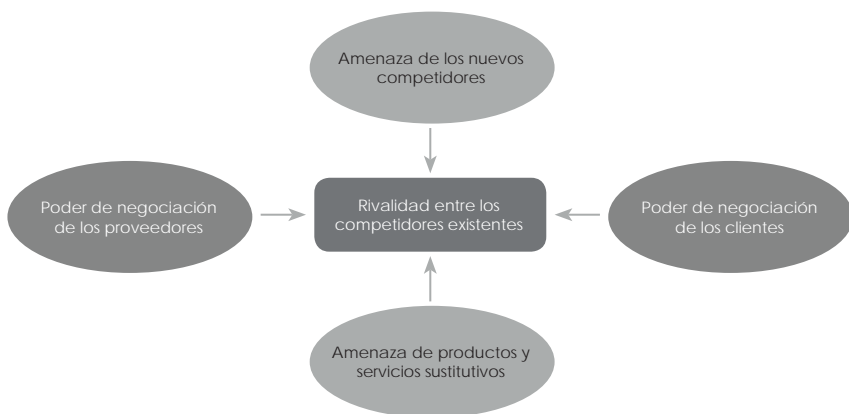 Amenaza de los nuevos
competidores
Poder de negociación
de los proveedores
Rivalidad entre los
competidores existentes
Poder de negociación
de los clientes
Amenaza de productos y
servicios sustitutivos